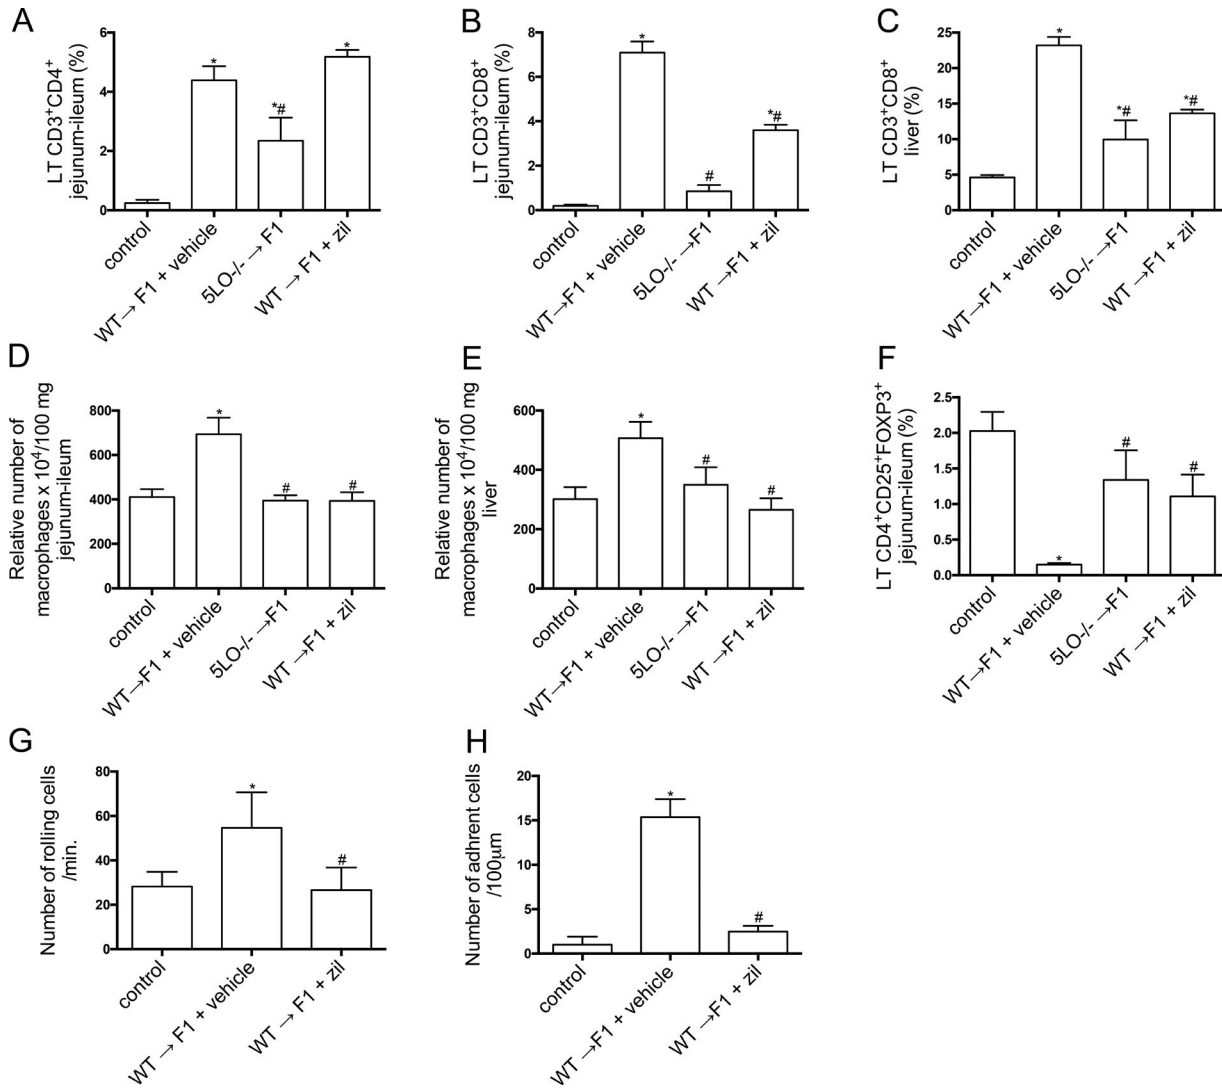 A
LT CD3⁺CD4⁺
jejunum-ileum (%)
6
4
2
0
*
*#
*
control
WT → F1 + vehicle
5LO-/- → F1
WT → F1 + zil
B
LT CD3⁺CD8⁺
jejunum-ileum (%)
8
6
4
2
0
*
#
*#
control
WT →F1 + vehicle
5LO-/- →F1
WT →F1 + zil
C
LT CD3⁺CD8⁺
liver (%)
25
20
15
10
5
0
*
*#
*#
control
WT →F1 + vehicle
5LO-/- →F1
WT →F1 + zil
D
Relative number of
macrophages x 10⁴/100 mg
jejunum-ileum
800
600
400
200
0
*
#
#
control
WT →F1 + vehicle
5LO-/- →F1
WT →F1 + zil
E
Relative number of
macrophages x 10⁴/100 mg
liver
600
400
200
0
*
#
#
control
WT →F1 + vehicle
5LO-/- →F1
WT →F1 + zil
F
LT CD4⁺CD25⁺FOXP3⁺
jejunum-ileum (%)
2.5
2.0
1.5
1.0
0.5
0.0
*
#
#
control
WT →F1 + vehicle
5LO-/- →F1
WT →F1 + zil
G
Number of rolling cells
/min.
80
60
40
20
0
*
#
control
WT → F1 + vehicle
WT → F1 + zil
H
Number of adhrent cells
/100μm
20
15
10
5
0
*
#
control
WT →F1 + vehicle
WT →F1 + zil